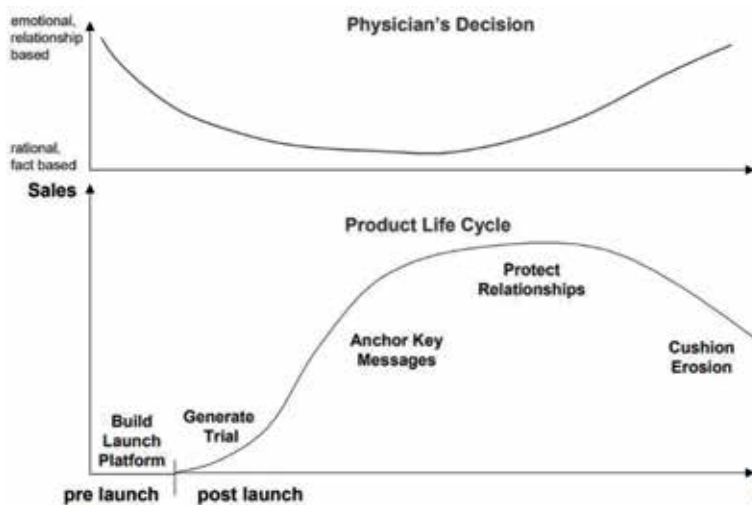 emotional,
relationship
based
Physician's Decision
rational,
fact based
Sales
Product Life Cycle
Protect
Relationships
Anchor Key
Messages
Cushion
Erosion
Build
Launch
Platform
Generate
Trial
pre launch
post launch